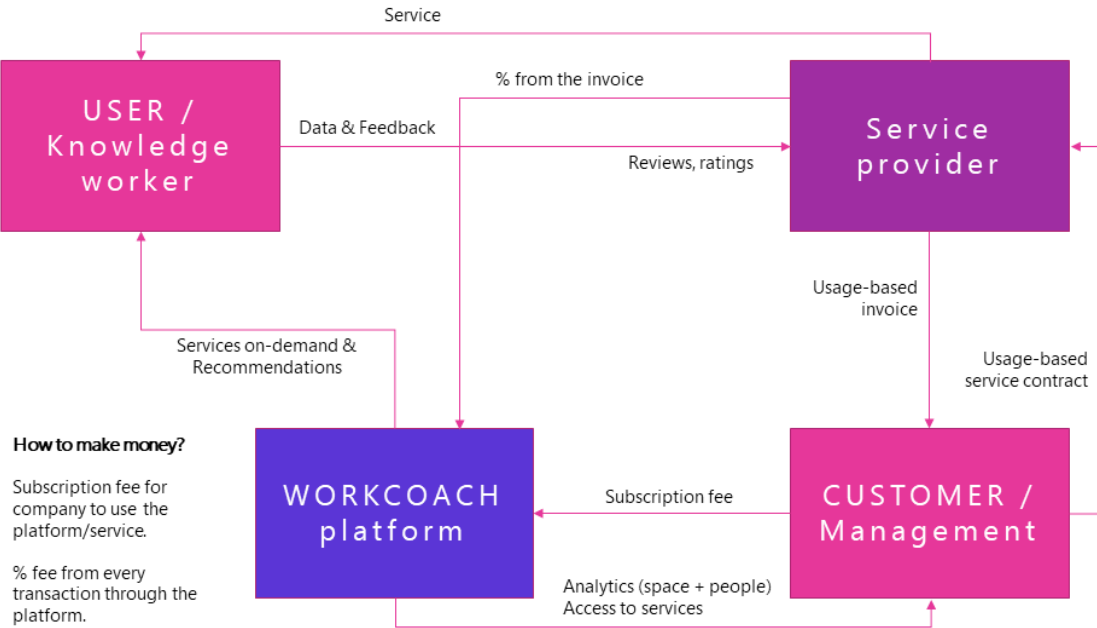 Service
% from the invoice
USER /
Knowledge
worker
Data & Feedback
Reviews, ratings
Service
provider
Usage-based
invoice
Usage-based
service contract
Services on-demand &
Recommendations
How to make money?
Subscription fee for
company to use the
platform/service.
% fee from every
transaction through the
platform.
WORKCOACH
platform
Subscription fee
CUSTOMER /
Management
Analytics (space + people)
Access to services